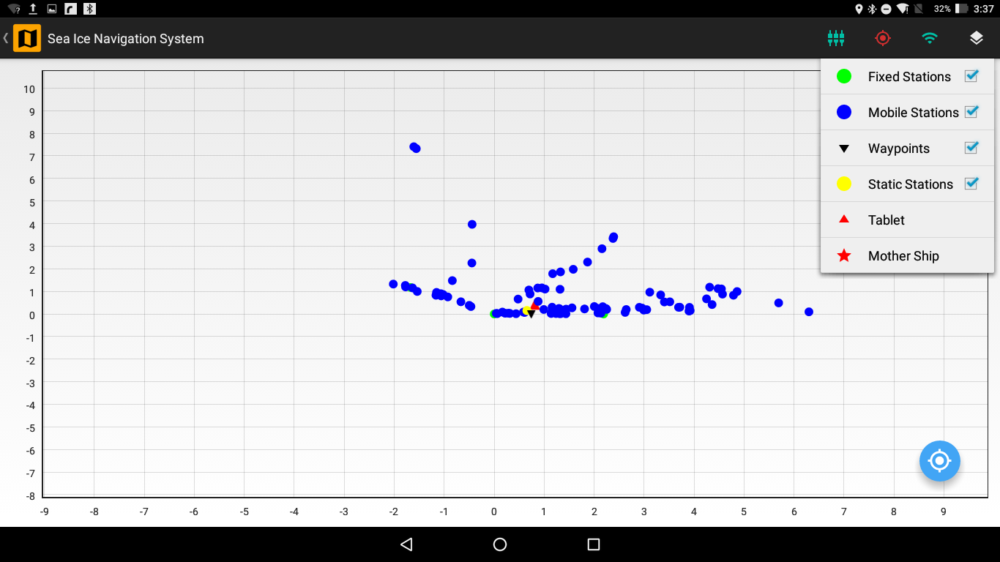 32% 3:37
Sea Ice Navigation System
Fixed Stations
Mobile Stations
Waypoints
Static Stations
Tablet
Mother Ship
10
9
8
7
6
5
4
3
2
1
0
-1
-2
-3
-4
-5
-6
-7
-8
-9 -8 -7 -6 -5 -4 -3 -2 -1 0 1 2 3 4 5 6 7 8 9